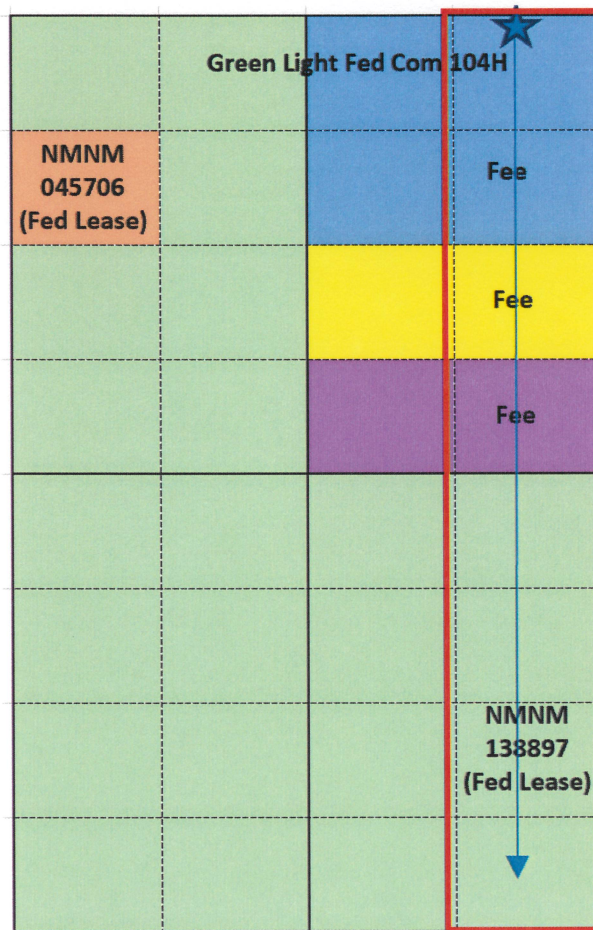 Green Light Fed Com 104H
NMNM
045706
(Fed Lease)
Fee
Fee
Fee
NMNM
138897
(Fed Lease)